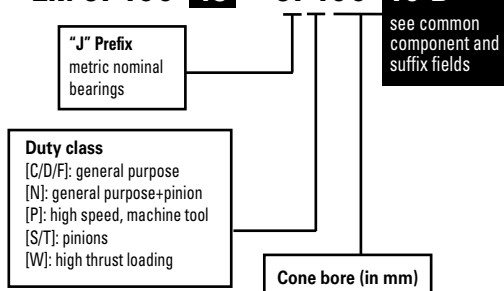 "J" Prefix
metric nominal
bearings
see common
component and
suffix fields
Duty class
[C/D/F]: general purpose
[N]: general purpose+pinion
[P]: high speed, machine tool
[S/T]: pinions
[W]: high thrust loading
Cone bore (in mm)